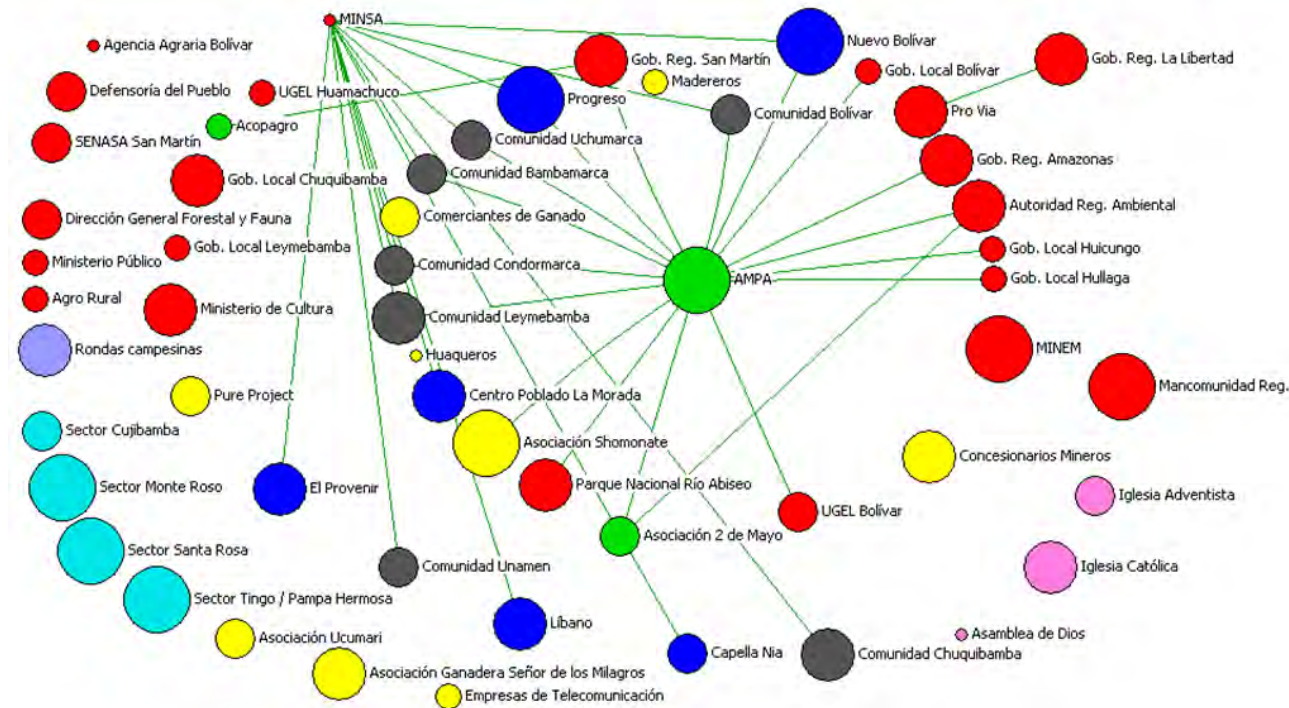 MINSA
Nuevo Bolívar
Agencia Agraria Bolívar
Gob. Reg. San Martín
Gob. Reg. La Libertad
Gob. Local Bolívar
Madereros
Defensoría del Pueblo
UGEL Huamachuco
Progreso
Comunidad Bolívar
Pro Via
Acopagro
SENASA San Martín
Comunidad Uchumarca
Gob. Reg. Amazonas
Comunidad Bambamarca
Gob. Local Chuquibamba
Autoridad Reg. Ambiental
Comerciantes de Ganado
Dirección General Forestal y Fauna
Gob. Local Leymebamba
Gob. Local Huicungo
Ministerio Público
Comunidad Condormarca
AMPA
Gob. Local Hullaga
Agro Rural
Ministerio de Cultura
Comunidad Leymebamba
Rondas campesinas
MINEM
Huaqueros
Mancomunidad Reg.
Pure Project
Centro Poblado La Morada
Sector Cujibamba
Asociación Shomonate
Concesionarios Mineros
Sector Monte Roso
El Provenir
Parque Nacional Río Abiseo
Iglesia Adventista
UGEL Bolívar
Asociación 2 de Mayo
Sector Santa Rosa
Comunidad Unamen
Iglesia Católica
Sector Tingo / Pampa Hermosa
Líbano
Asociación Ucumari
Asamblea de Dios
Capella Nia
Comunidad Chuquibamba
Asociación Ganadera Señor de los Milagros
Empresas de Telecomunicación